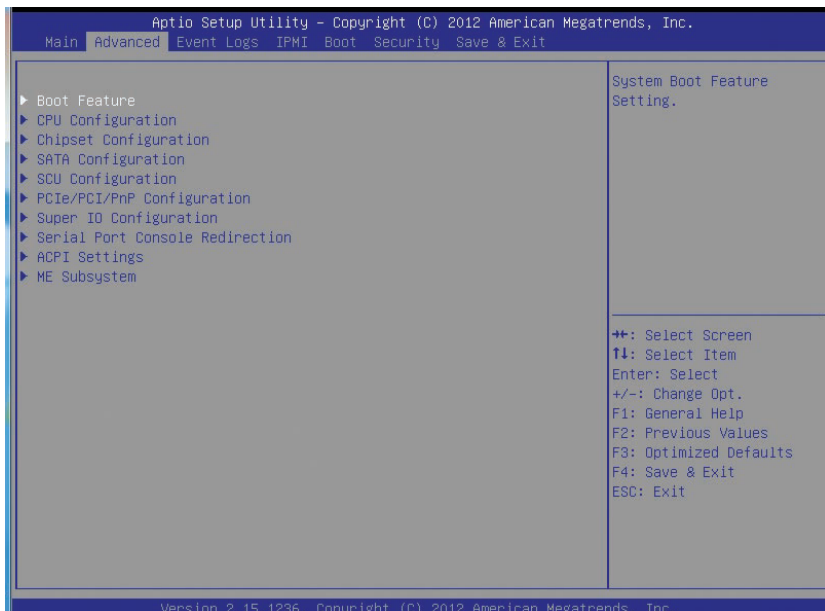 Aptio Setup Utility – Copyright (C) 2012 American Megatrends, Inc.
Main Advanced Event Logs IPMI Boot Security Save & Exit
Boot Feature
CPU Configuration
Chipset Configuration
SATA Configuration
SCU Configuration
PCIe/PCI/PnP Configuration
Super IO Configuration
Serial Port Console Redirection
ACPI Settings
ME Subsystem
System Boot Feature
Setting.
→←: Select Screen
↑↓: Select Item
Enter: Select
+/-: Change Opt.
F1: General Help
F2: Previous Values
F3: Optimized Defaults
F4: Save & Exit
ESC: Exit
Version 2.15.1236. Copyright (C) 2012 American Megatrends, Inc.